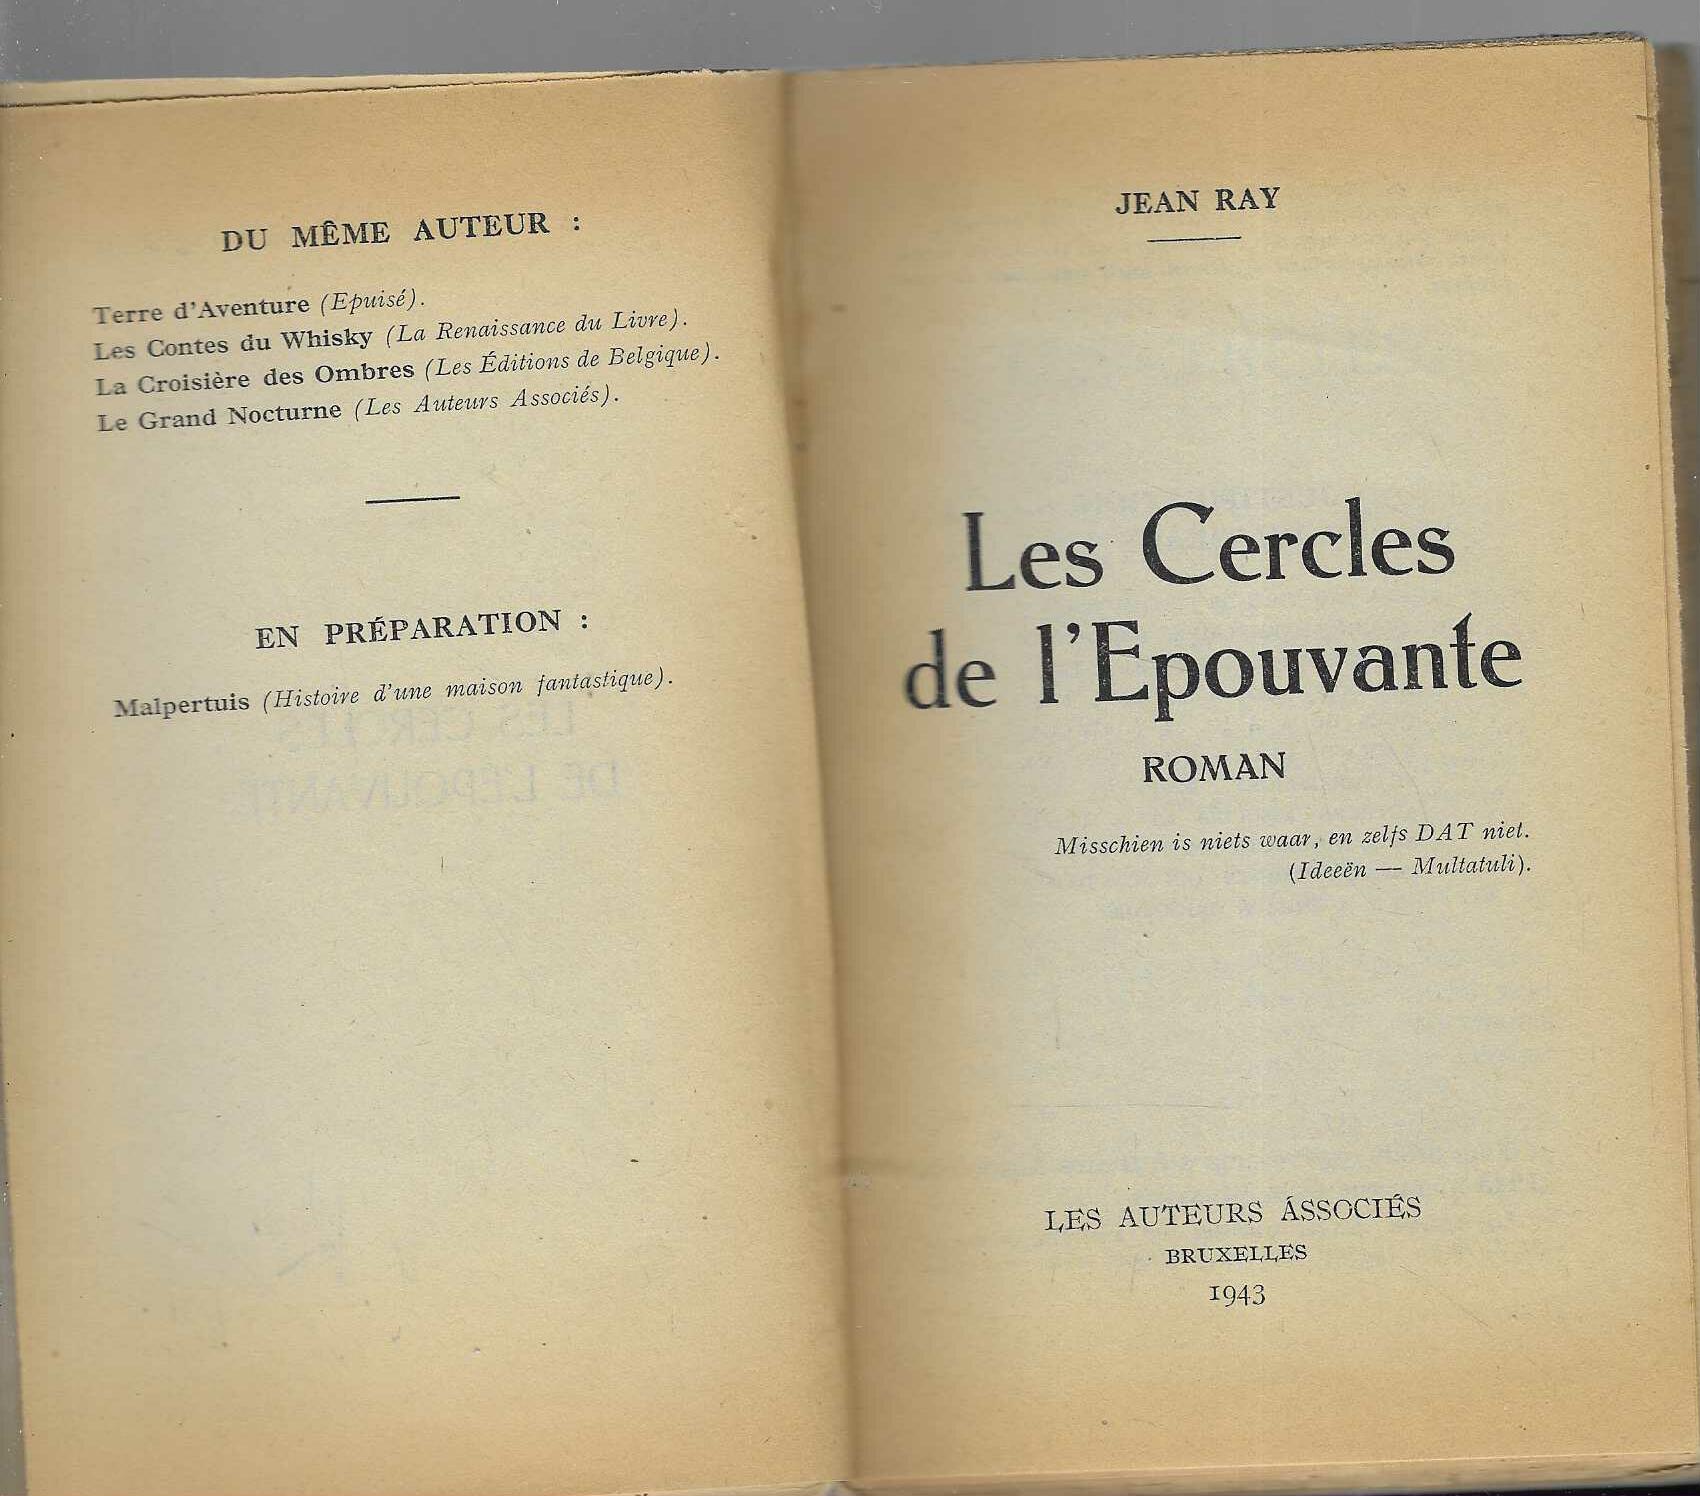 DU MÊME AUTEUR :
Terre d'Aventure (Epuisé).
Les Contes du Whisky (La Renaissance du Livre).
La Croisière des Ombres (Les Éditions de Belgique).
Le Grand Nocturne (Les Auteurs Associés).
EN PRÉPARATION :
Malpertuis (Histoire d'une maison fantastique).
JEAN RAY
Les Cercles
de l'Epouvante
ROMAN
Misschien is niets waar, en zelfs DAT niet.
(Ideeën — Multatuli).
LES AUTEURS ASSOCIÉS
BRUXELLES
1943